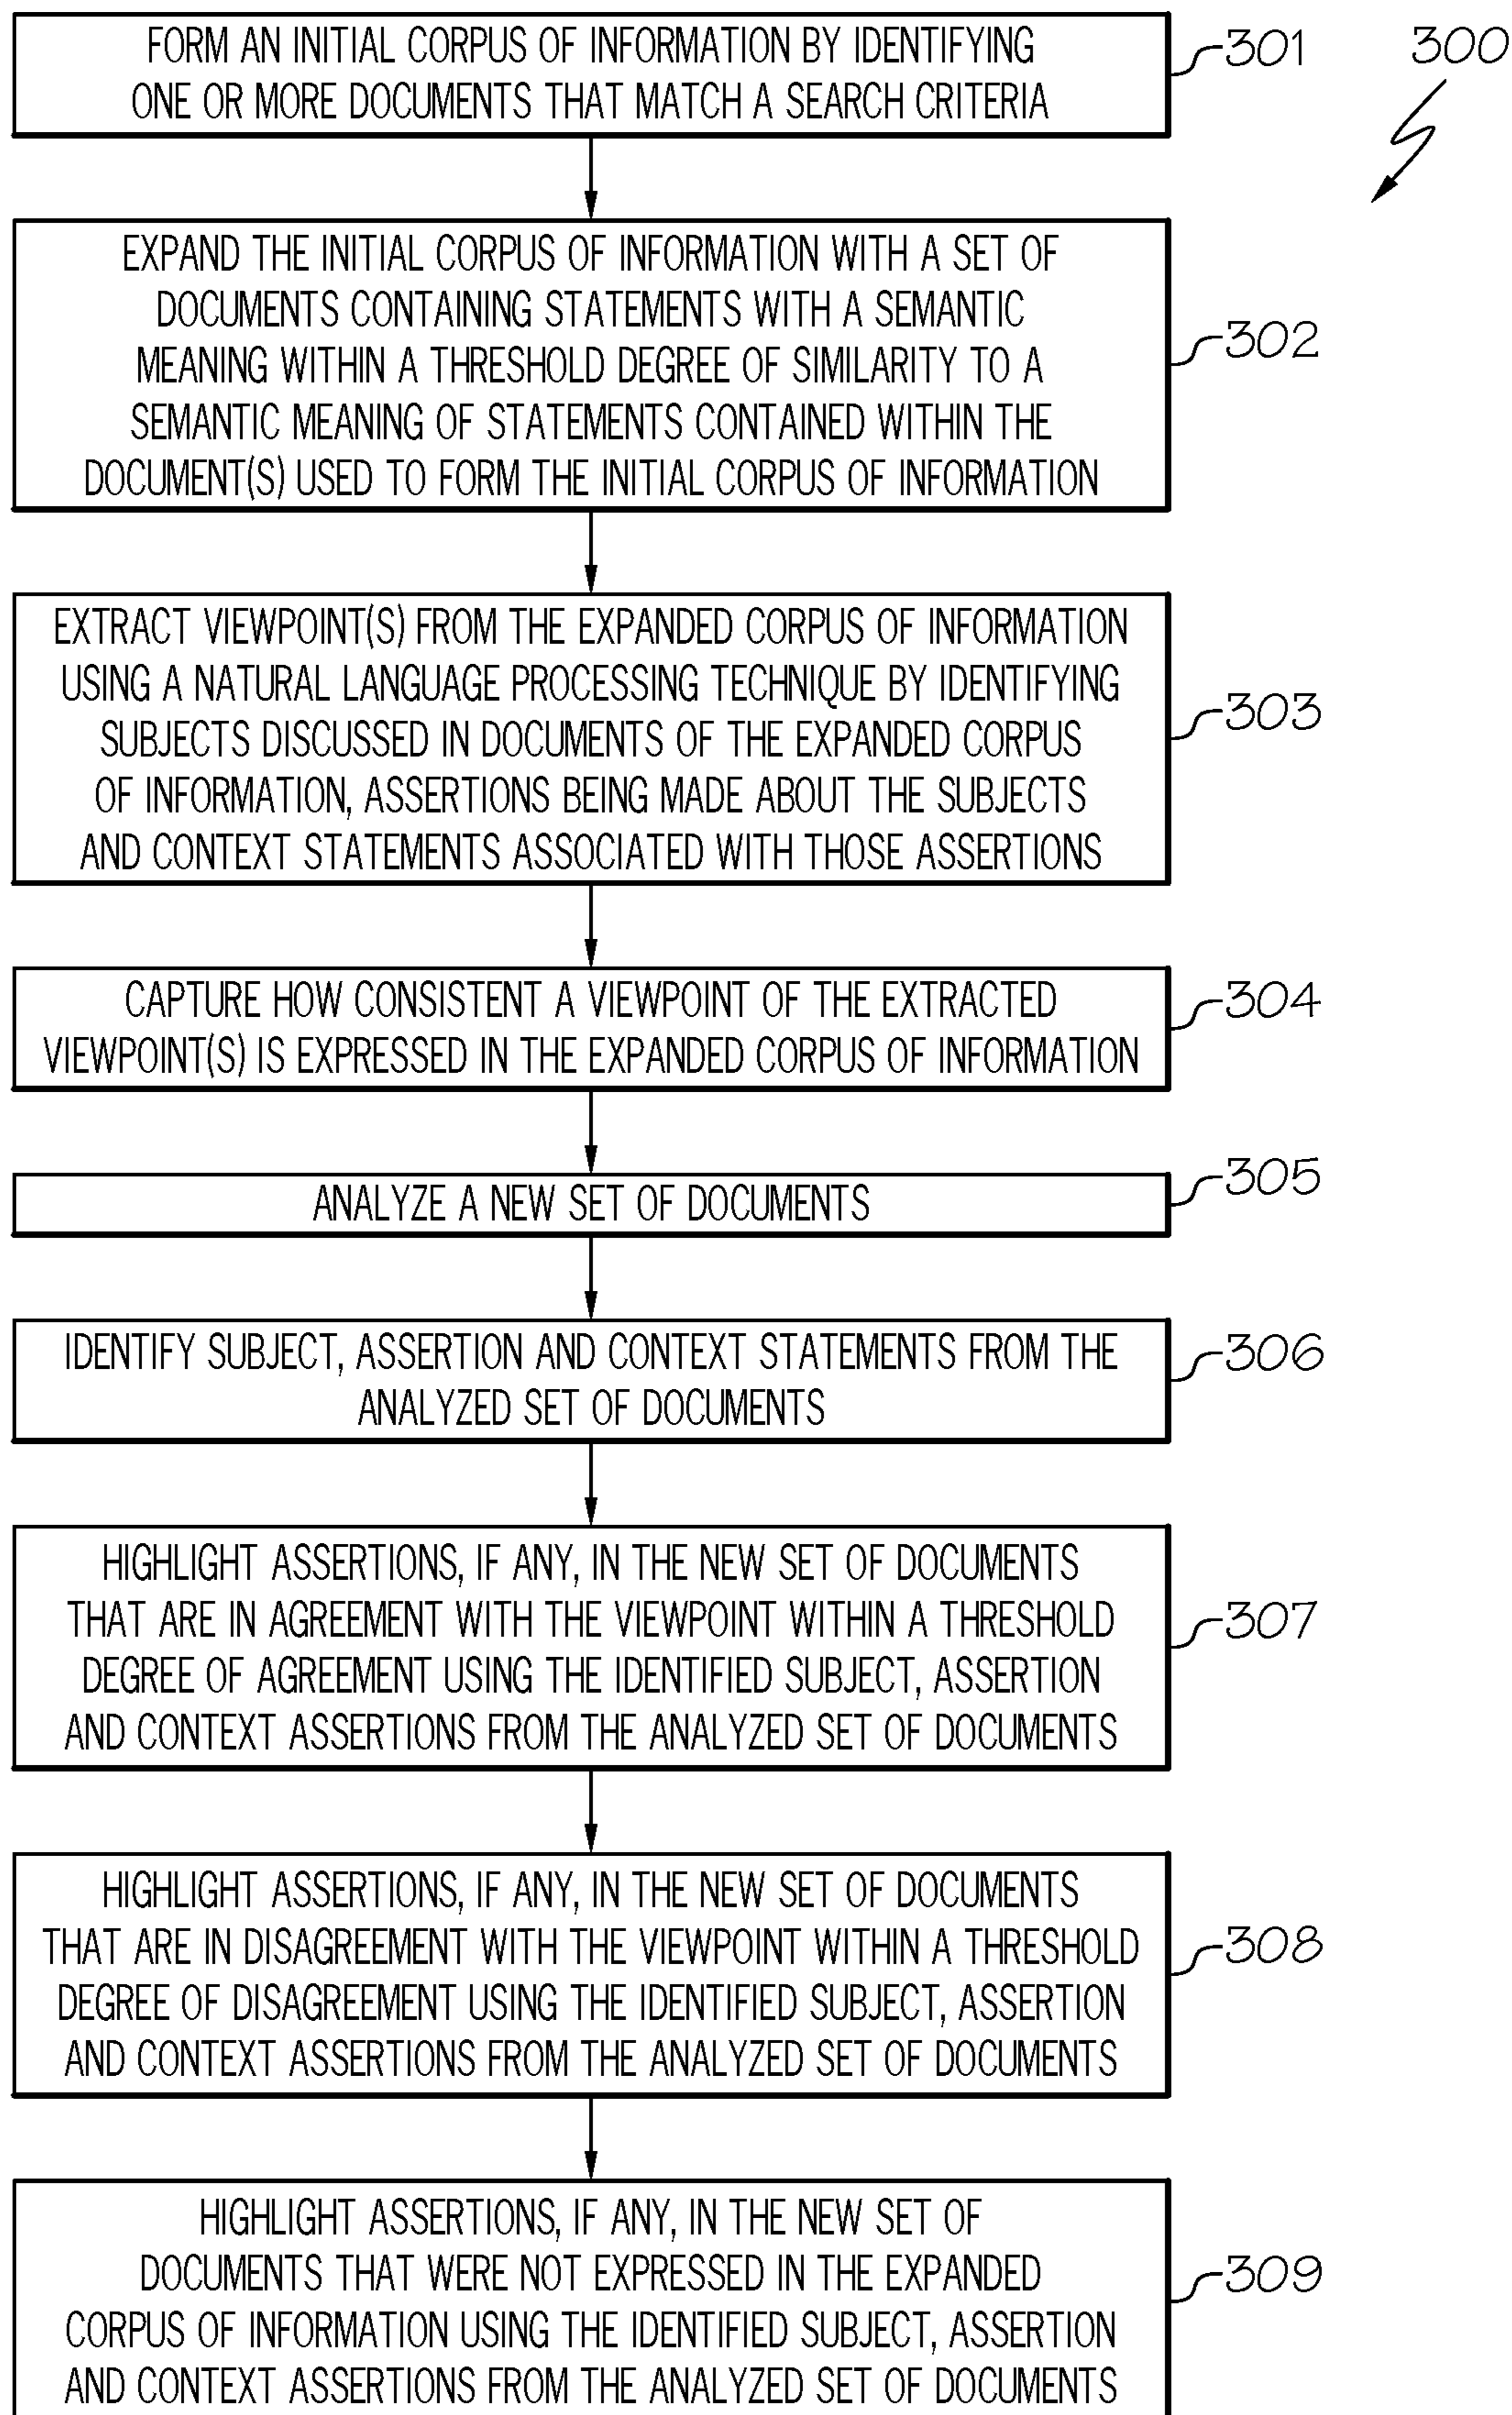 FORM AN INITIAL CORPUS OF INFORMATION BY IDENTIFYING
ONE OR MORE DOCUMENTS THAT MATCH A SEARCH CRITERIA
301
300
EXPAND THE INITIAL CORPUS OF INFORMATION WITH A SET OF
DOCUMENTS CONTAINING STATEMENTS WITH A SEMANTIC
MEANING WITHIN A THRESHOLD DEGREE OF SIMILARITY TO A
SEMANTIC MEANING OF STATEMENTS CONTAINED WITHIN THE
DOCUMENT(S) USED TO FORM THE INITIAL CORPUS OF INFORMATION
302
EXTRACT VIEWPOINT(S) FROM THE EXPANDED CORPUS OF INFORMATION
USING A NATURAL LANGUAGE PROCESSING TECHNIQUE BY IDENTIFYING
SUBJECTS DISCUSSED IN DOCUMENTS OF THE EXPANDED CORPUS
OF INFORMATION, ASSERTIONS BEING MADE ABOUT THE SUBJECTS
AND CONTEXT STATEMENTS ASSOCIATED WITH THOSE ASSERTIONS
303
CAPTURE HOW CONSISTENT A VIEWPOINT OF THE EXTRACTED
VIEWPOINT(S) IS EXPRESSED IN THE EXPANDED CORPUS OF INFORMATION
304
ANALYZE A NEW SET OF DOCUMENTS
305
IDENTIFY SUBJECT, ASSERTION AND CONTEXT STATEMENTS FROM THE
ANALYZED SET OF DOCUMENTS
306
HIGHLIGHT ASSERTIONS, IF ANY, IN THE NEW SET OF DOCUMENTS
THAT ARE IN AGREEMENT WITH THE VIEWPOINT WITHIN A THRESHOLD
DEGREE OF AGREEMENT USING THE IDENTIFIED SUBJECT, ASSERTION
AND CONTEXT ASSERTIONS FROM THE ANALYZED SET OF DOCUMENTS
307
HIGHLIGHT ASSERTIONS, IF ANY, IN THE NEW SET OF DOCUMENTS
THAT ARE IN DISAGREEMENT WITH THE VIEWPOINT WITHIN A THRESHOLD
DEGREE OF DISAGREEMENT USING THE IDENTIFIED SUBJECT, ASSERTION
AND CONTEXT ASSERTIONS FROM THE ANALYZED SET OF DOCUMENTS
308
HIGHLIGHT ASSERTIONS, IF ANY, IN THE NEW SET OF
DOCUMENTS THAT WERE NOT EXPRESSED IN THE EXPANDED
CORPUS OF INFORMATION USING THE IDENTIFIED SUBJECT, ASSERTION
AND CONTEXT ASSERTIONS FROM THE ANALYZED SET OF DOCUMENTS
309